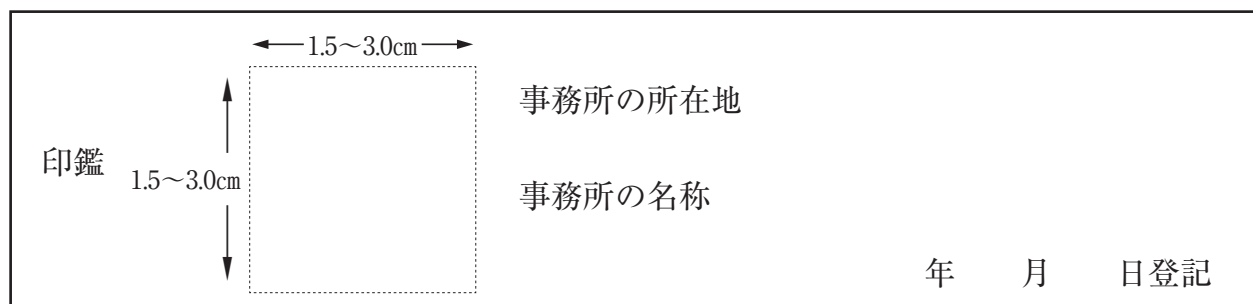 1.5～3.0㎝
事務所の所在地
印鑑
1.5～3.0㎝
事務所の名称
年　　月　　日登記